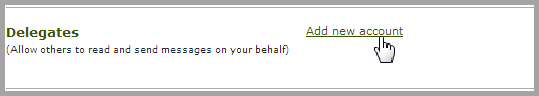 Delegates
Add new account
(Allow others to read and send messages on your behalf)